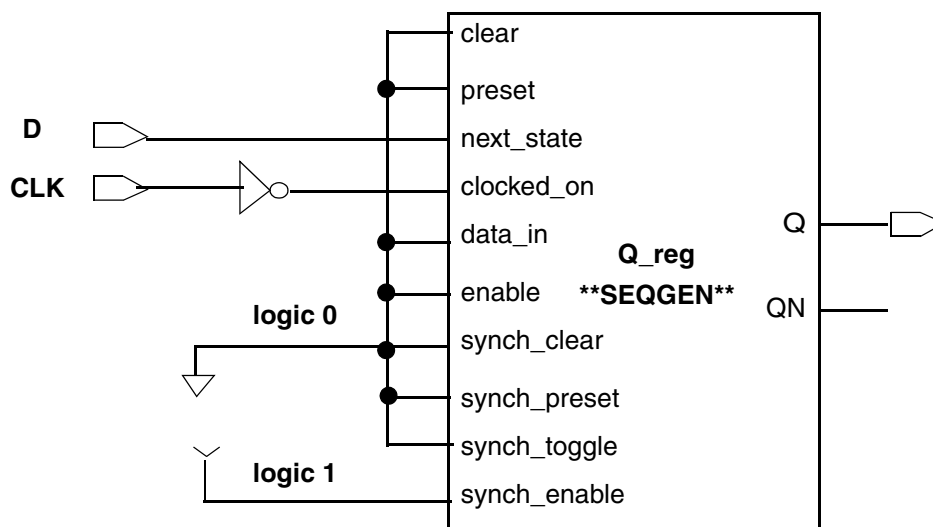 clear
preset
D
next_state
CLK
clocked_on
data_in
Q
Q_reg
enable
**SEQGEN**
QN
logic 0
synch_clear
synch_preset
synch_toggle
logic 1
synch_enable